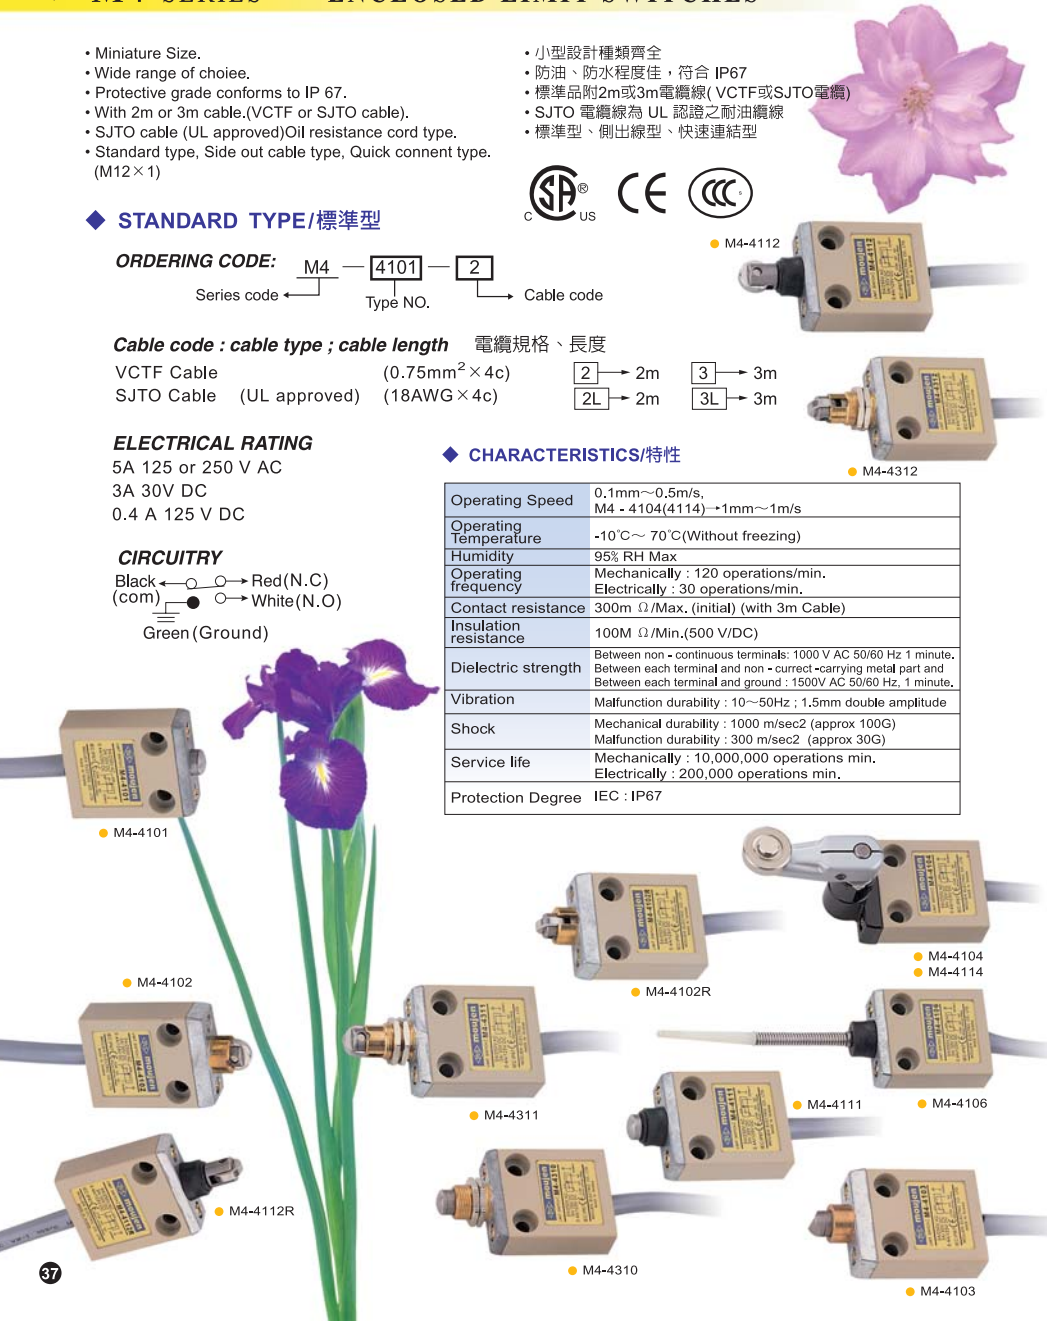 M4 SERIES ENCLOSED LIMIT SWITCHES
• Miniature Size.
• Wide range of choiee.
• Protective grade conforms to IP 67.
• With 2m or 3m cable.(VCTF or SJTO cable).
• SJTO cable (UL approved)Oil resistance cord type.
• Standard type, Side out cable type, Quick connent type.
(M12×1)
• 小型設計種類齊全
• 防油、防水程度佳，符合 IP67
• 標準品附2m或3m電纜線( VCTF或SJTO電纜)
• SJTO 電纜線為 UL 認證之耐油纜線
• 標準型、側出線型、快速連結型
C SA ® US CE CCC S
◆ STANDARD TYPE/標準型
ORDERING CODE: M4 — 4101 — 2
Series code
Type NO.
Cable code
Cable code : cable type ; cable length 電纜規格、長度
VCTF Cable (0.75mm²×4c) 2 → 2m 3 → 3m
SJTO Cable (UL approved) (18AWG×4c) 2L → 2m 3L → 3m
ELECTRICAL RATING
5A 125 or 250 V AC
3A 30V DC
0.4 A 125 V DC
CIRCUITRY
Black (com)
Red(N.C)
White(N.O)
Green(Ground)
◆ CHARACTERISTICS/特性
Operating Speed 0.1mm～0.5m/s,
M4 - 4104(4114)→1mm～1m/s
Operating Temperature -10℃～ 70℃(Without freezing)
Humidity 95% RH Max
Operating frequency Mechanically : 120 operations/min.
Electrically : 30 operations/min.
Contact resistance 300m Ω/Max. (initial) (with 3m Cable)
Insulation resistance 100M Ω/Min.(500 V/DC)
Dielectric strength Between non - continuous terminals: 1000 V AC 50/60 Hz 1 minute.
Between each terminal and non - currect -carrying metal part and
Between each terminal and ground : 1500V AC 50/60 Hz, 1 minute.
Vibration Malfunction durability : 10～50Hz ; 1.5mm double amplitude
Shock Mechanical durability : 1000 m/sec2 (approx 100G)
Malfunction durability : 300 m/sec2 (approx 30G)
Service life Mechanically : 10,000,000 operations min.
Electrically : 200,000 operations min.
Protection Degree IEC : IP67
M4-4112
M4-4312
M4-4101
M4-4104
M4-4114
M4-4102R
M4-4102
M4-4311
M4-4111
M4-4106
M4-4112R
M4-4310
M4-4103
moujen
37